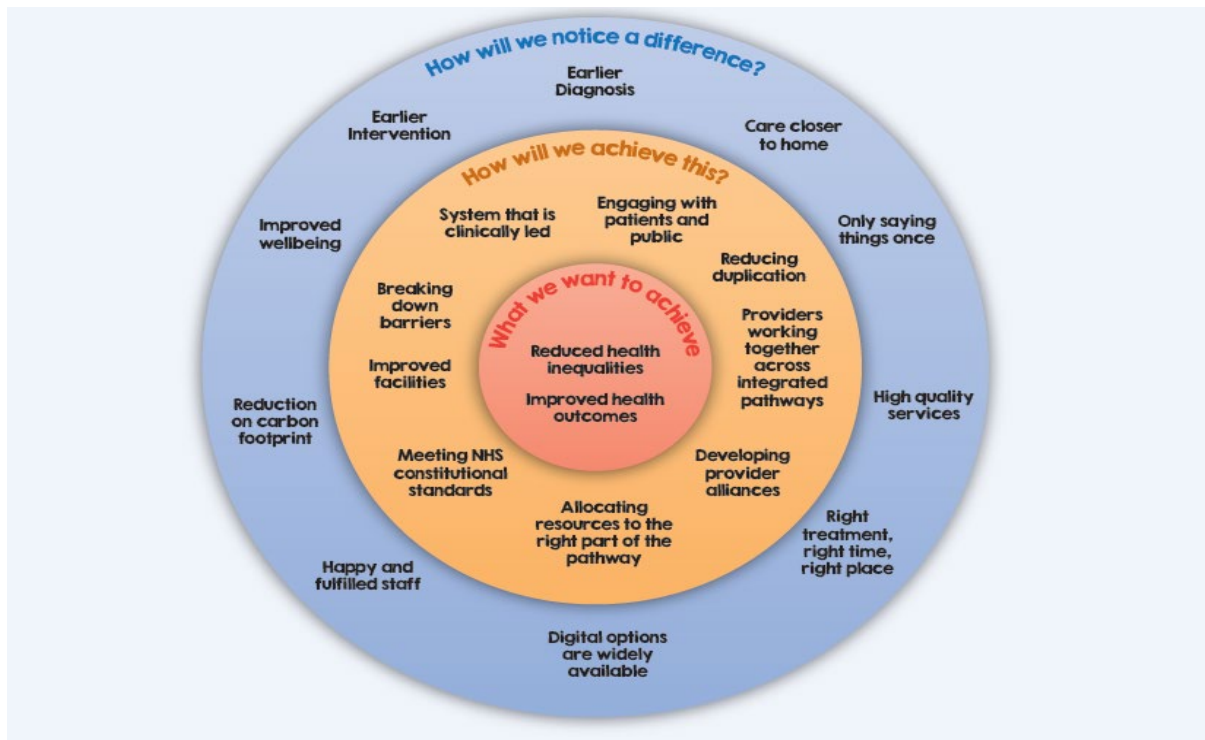 How will we notice a difference?
Earlier
Diagnosis
Earlier
Intervention
Care closer
to home
Improved
wellbeing
Only saying
things once
Reduction
on carbon
footprint
High quality
services
Happy and
fulfilled staff
Right
treatment,
right time,
right place
Digital options
are widely
available
How will we achieve this?
System that is
clinically led
Engaging with
patients and
public
Reducing
duplication
Breaking
down
barriers
Providers
working
together
across
integrated
pathways
Improved
facilities
Meeting NHS
constitutional
standards
Developing
provider
alliances
Allocating
resources to the
right part of the
pathway
What we want to achieve
Reduced health
inequalities
Improved health
outcomes